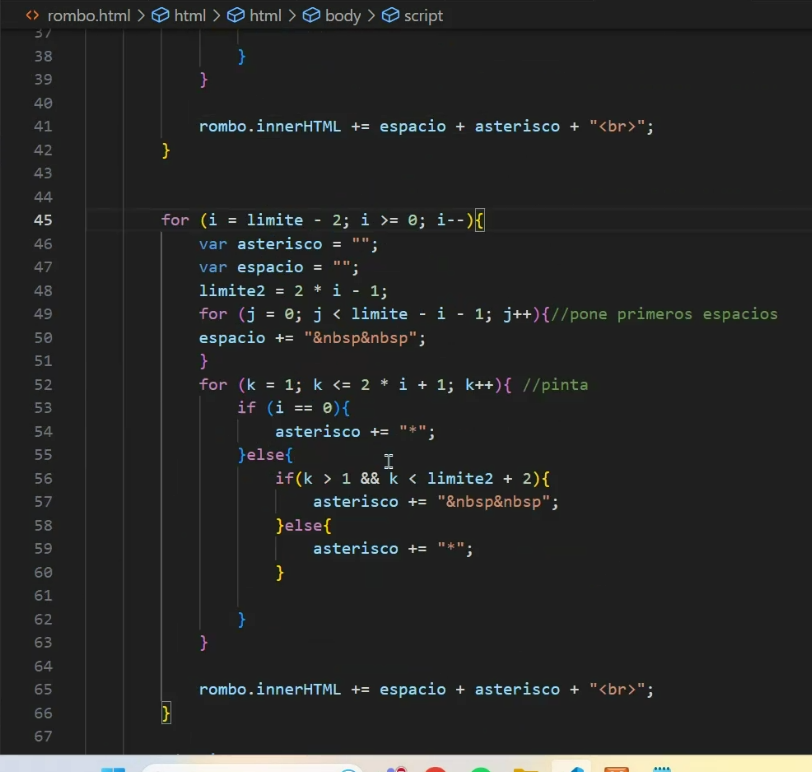 rombo.html > html > html > body > script
37
38 }
39 }
40
41 rombo.innerHTML += espacio + asterisco + "<br>";
42 }
43
44
45 for (i = limite - 2; i >= 0; i--){
46 var asterisco = "";
47 var espacio = "";
48 limite2 = 2 * i - 1;
49 for (j = 0; j < limite - i - 1; j++){//pone primeros espacios
50 espacio += "&nbsp&nbsp";
51 }
52 for (k = 1; k <= 2 * i + 1; k++){ //pinta
53 if (i == 0){
54 asterisco += "*";
55 }else{
56 if(k > 1 && k < limite2 + 2){
57 asterisco += "&nbsp&nbsp";
58 }else{
59 asterisco += "*";
60 }
61
62 }
63 }
64
65 rombo.innerHTML += espacio + asterisco + "<br>";
66 }
67